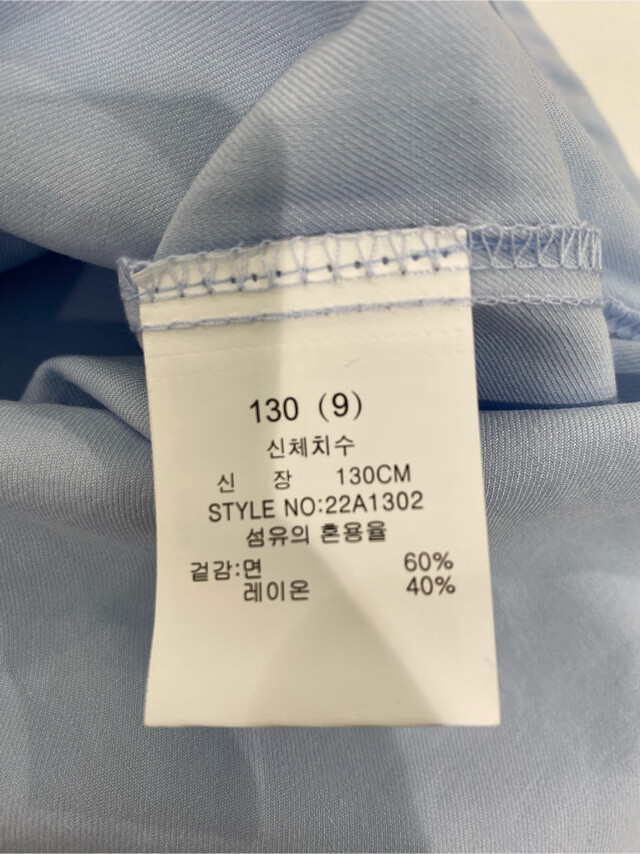 130 (9)
신체치수
신 장 130CM
STYLE NO:22A1302
섬유의 혼용율
겉감:면 60%
레이온 40%